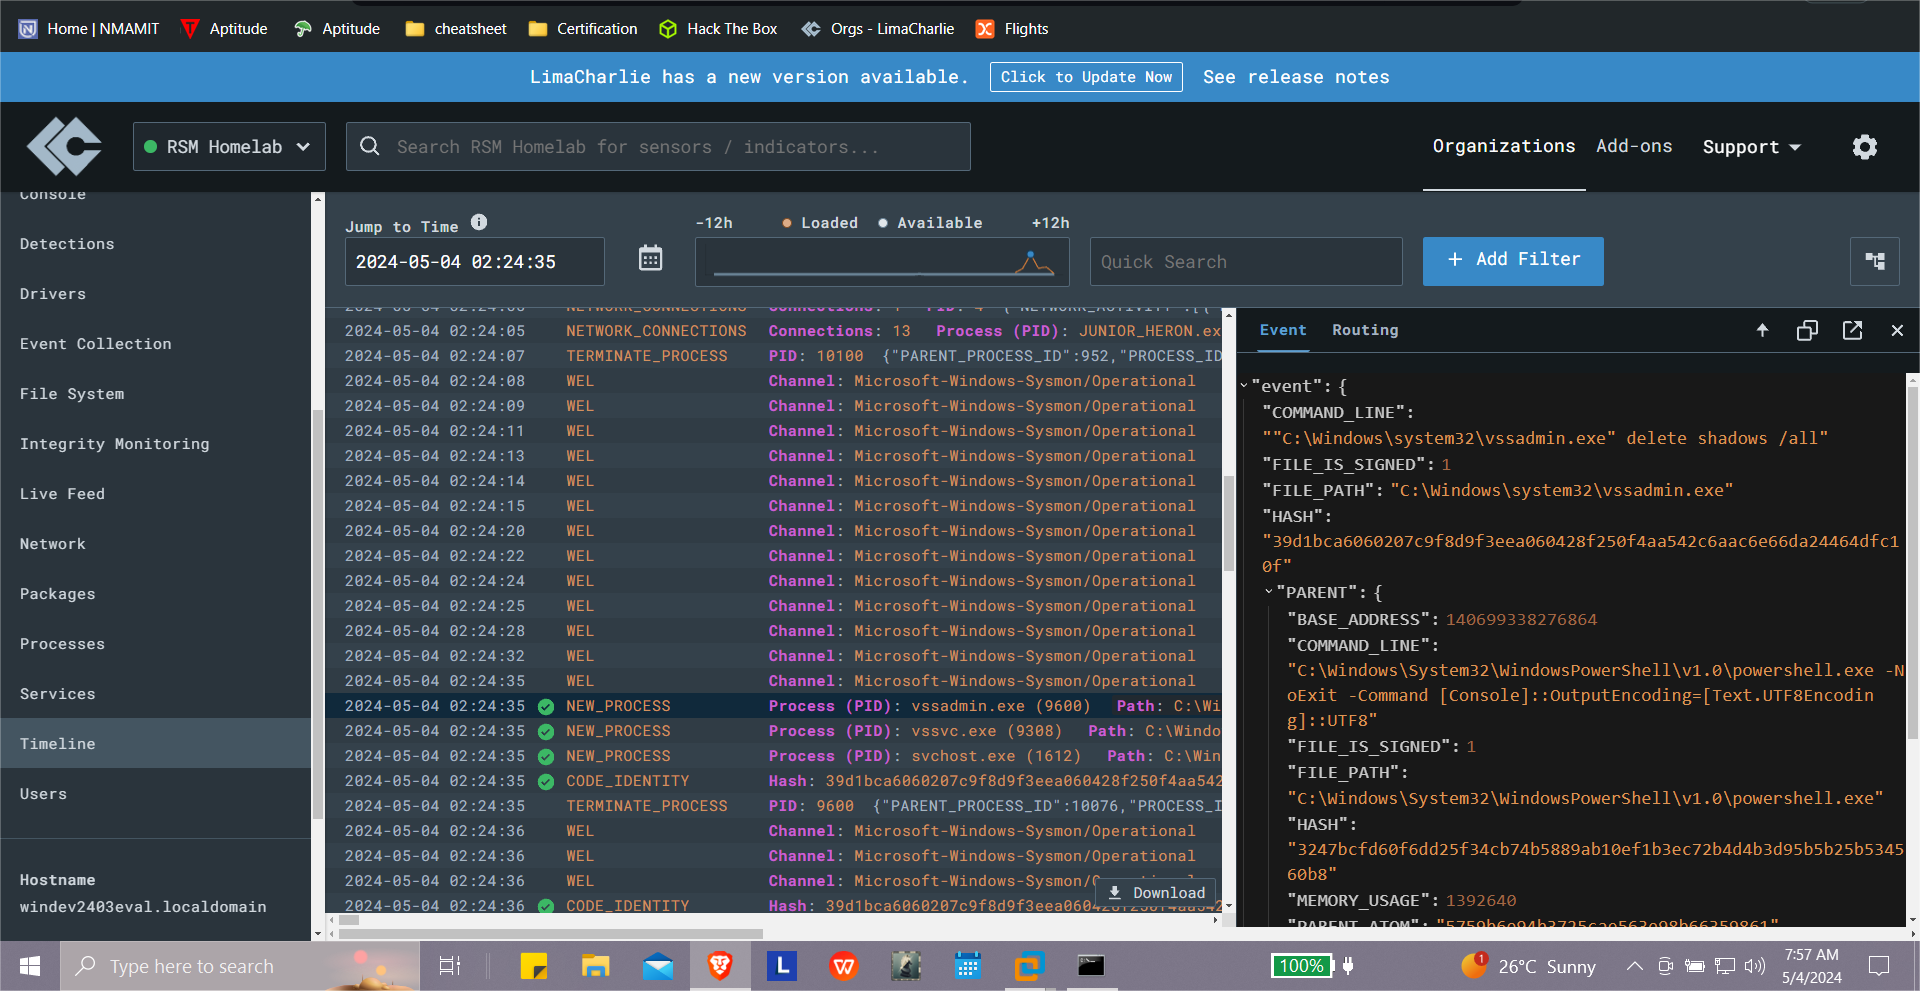 Home | NMAMIT
Aptitude
Aptitude
cheatsheet
Certification
Hack The Box
Orgs - LimaCharlie
Flights
LimaCharlie has a new version available.
Click to Update Now
See release notes
RSM Homelab
Search RSM Homelab for sensors / indicators...
Organizations
Add-ons
Support
Console
Detections
Drivers
Event Collection
File System
Integrity Monitoring
Live Feed
Network
Packages
Processes
Services
Timeline
Users
Hostname
windev2403eval.localdomain
Jump to Time
2024-05-04 02:24:35
-12h
Loaded
Available
+12h
Quick Search
+ Add Filter
2024-05-04 02:24:05 NETWORK_CONNECTIONS Connections: 13 Process (PID): JUNIOR_HERON.ex
2024-05-04 02:24:07 TERMINATE_PROCESS PID: 10100 {"PARENT_PROCESS_ID":952,"PROCESS_ID
2024-05-04 02:24:08 WEL Channel: Microsoft-Windows-Sysmon/Operational
2024-05-04 02:24:09 WEL Channel: Microsoft-Windows-Sysmon/Operational
2024-05-04 02:24:11 WEL Channel: Microsoft-Windows-Sysmon/Operational
2024-05-04 02:24:13 WEL Channel: Microsoft-Windows-Sysmon/Operational
2024-05-04 02:24:14 WEL Channel: Microsoft-Windows-Sysmon/Operational
2024-05-04 02:24:15 WEL Channel: Microsoft-Windows-Sysmon/Operational
2024-05-04 02:24:20 WEL Channel: Microsoft-Windows-Sysmon/Operational
2024-05-04 02:24:22 WEL Channel: Microsoft-Windows-Sysmon/Operational
2024-05-04 02:24:24 WEL Channel: Microsoft-Windows-Sysmon/Operational
2024-05-04 02:24:25 WEL Channel: Microsoft-Windows-Sysmon/Operational
2024-05-04 02:24:28 WEL Channel: Microsoft-Windows-Sysmon/Operational
2024-05-04 02:24:32 WEL Channel: Microsoft-Windows-Sysmon/Operational
2024-05-04 02:24:35 WEL Channel: Microsoft-Windows-Sysmon/Operational
2024-05-04 02:24:35 NEW_PROCESS Process (PID): vssadmin.exe (9600) Path: C:\Wi
2024-05-04 02:24:35 NEW_PROCESS Process (PID): vssvc.exe (9308) Path: C:\Windo
2024-05-04 02:24:35 NEW_PROCESS Process (PID): svchost.exe (1612) Path: C:\Win
2024-05-04 02:24:35 CODE_IDENTITY Hash: 39d1bca6060207c9f8d9f3eea060428f250f4aa542
2024-05-04 02:24:35 TERMINATE_PROCESS PID: 9600 {"PARENT_PROCESS_ID":10076,"PROCESS_I
2024-05-04 02:24:36 WEL Channel: Microsoft-Windows-Sysmon/Operational
2024-05-04 02:24:36 WEL Channel: Microsoft-Windows-Sysmon/Operational
2024-05-04 02:24:36 WEL Channel: Microsoft-Windows-Sysmon/
2024-05-04 02:24:36 CODE_IDENTITY Hash: 39d1bca6060207c9f8d9f3eea060428f250f4aa542
Download
Event
Routing
"event": {
"COMMAND_LINE":
""C:\Windows\system32\vssadmin.exe" delete shadows /all"
"FILE_IS_SIGNED": 1
"FILE_PATH": "C:\Windows\system32\vssadmin.exe"
"HASH":
"39d1bca6060207c9f8d9f3eea060428f250f4aa542c6aac6e66da24464dfc1
0f"
"PARENT": {
"BASE_ADDRESS": 140699338276864
"COMMAND_LINE":
"C:\Windows\System32\WindowsPowerShell\v1.0\powershell.exe -N
oExit -Command [Console]::OutputEncoding=[Text.UTF8Encodin
g]::UTF8"
"FILE_IS_SIGNED": 1
"FILE_PATH":
"C:\Windows\System32\WindowsPowerShell\v1.0\powershell.exe"
"HASH":
"3247bcfd60f6dd25f34cb74b5889ab10ef1b3ec72b4d4b3d95b5b25b5345
60b8"
"MEMORY_USAGE": 1392640
Type here to search
100%
1
26°C Sunny
7:57 AM
5/4/2024